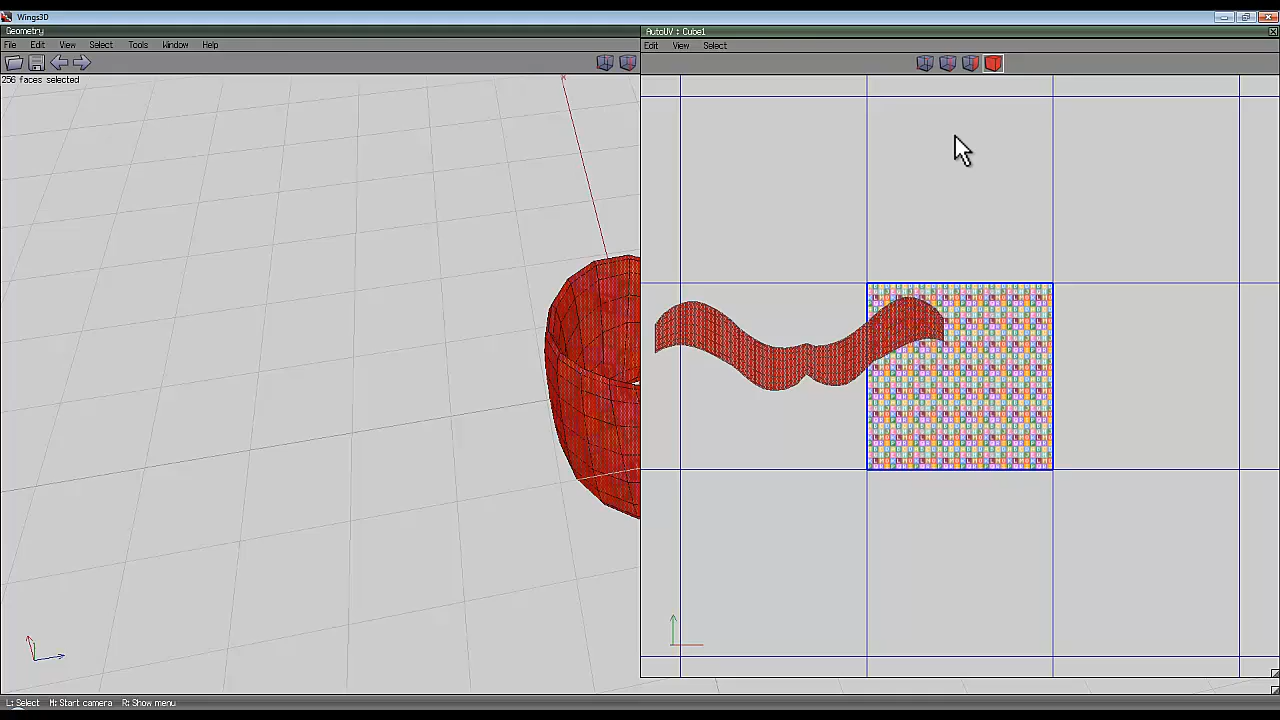 Wings3D
Geometry
AutoUV: Cube1
File Edit View Select Tools Window Help
Edit View Select
256 faces selected
L: Select M: Start camera R: Show menu